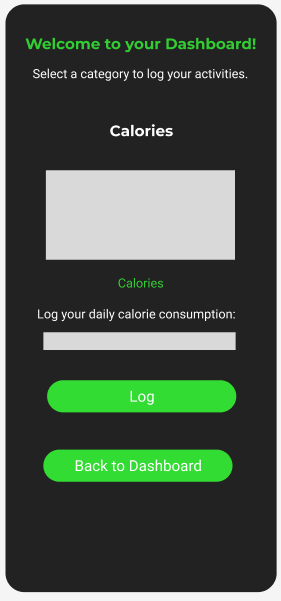 Welcome to your Dashboard!
Select a category to log your activities.
Calories
Calories
Log your daily calorie consumption:
Log
Back to Dashboard